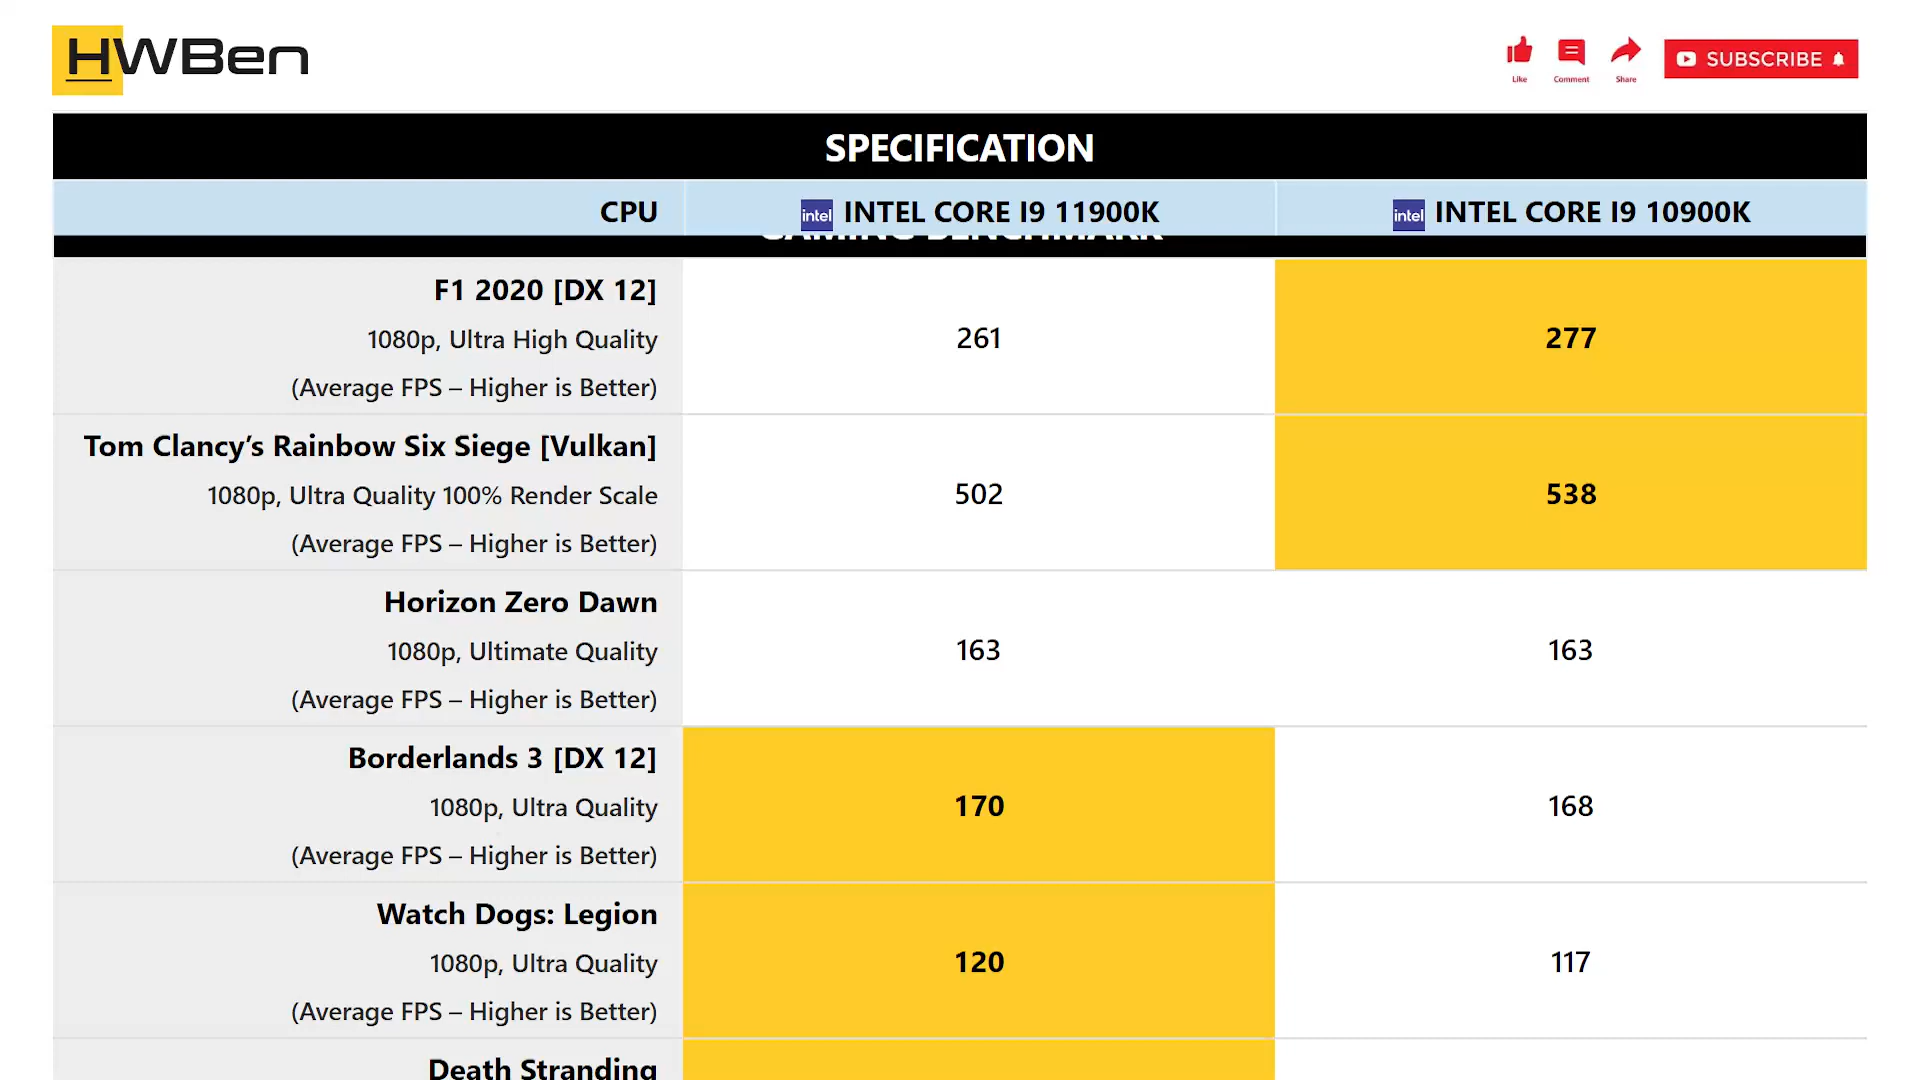 HWBen
Like
Comment
Share
SUBSCRIBE
SPECIFICATION
CPU
intel INTEL CORE I9 11900K
intel INTEL CORE I9 10900K
GAMING BENCHMARK
F1 2020 [DX 12]
1080p, Ultra High Quality
(Average FPS – Higher is Better)
261
277
Tom Clancy’s Rainbow Six Siege [Vulkan]
1080p, Ultra Quality 100% Render Scale
(Average FPS – Higher is Better)
502
538
Horizon Zero Dawn
1080p, Ultimate Quality
(Average FPS – Higher is Better)
163
163
Borderlands 3 [DX 12]
1080p, Ultra Quality
(Average FPS – Higher is Better)
170
168
Watch Dogs: Legion
1080p, Ultra Quality
(Average FPS – Higher is Better)
120
117
Death Stranding